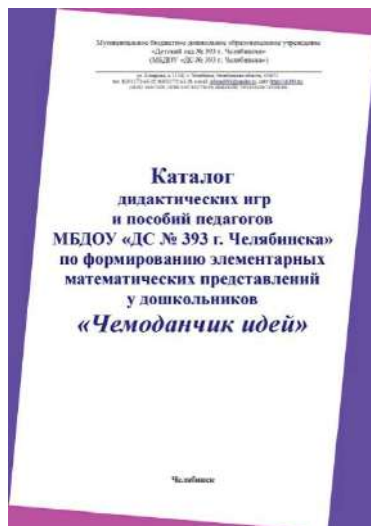 Муниципальное бюджетное дошкольное образовательное учреждение
«Детский сад № 393 г. Челябинска»
(МБДОУ «ДС № 393 г. Челябинска»)
Каталог
дидактических игр
и пособий педагогов
МБДОУ «ДС № 393 г. Челябинска»
по формированию элементарных
математических представлений
у дошкольников
«Чемоданчик идей»
Челябинск